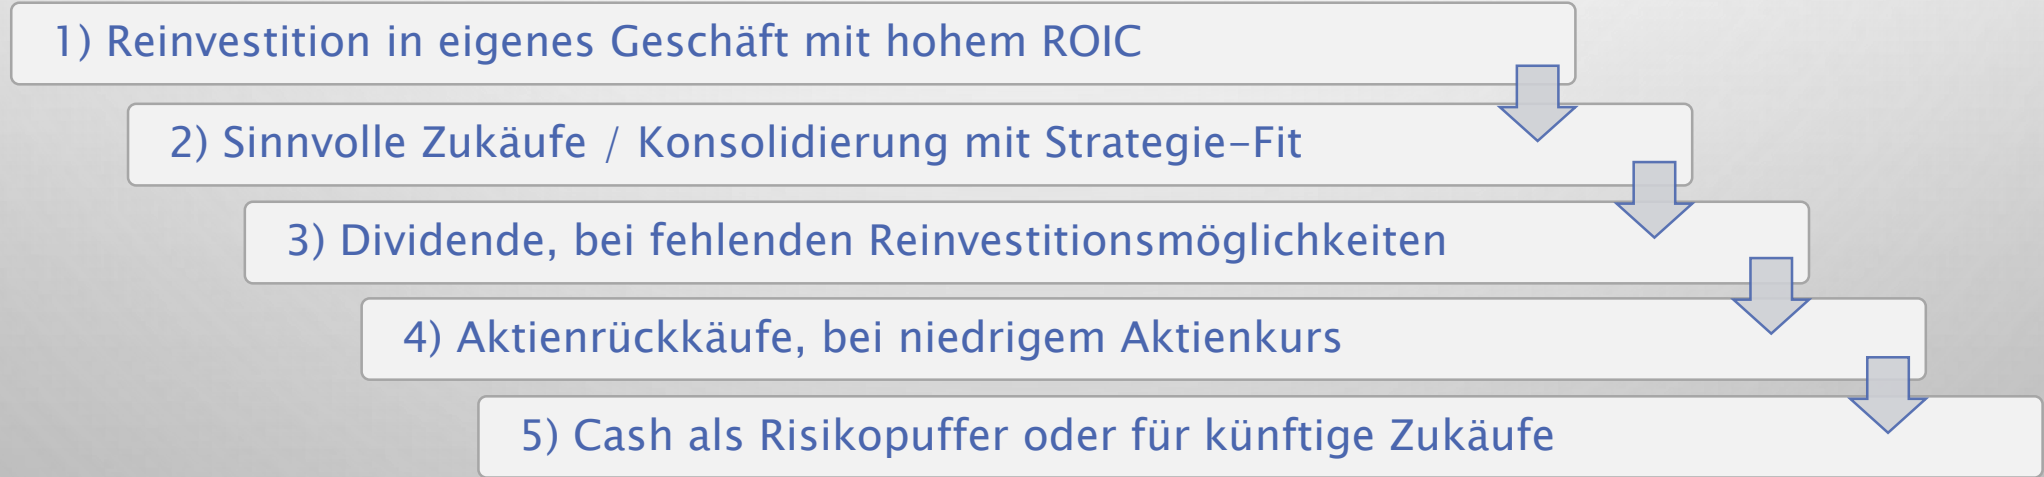 1) Reinvestition in eigenes Geschäft mit hohem ROIC
2) Sinnvolle Zukäufe / Konsolidierung mit Strategie-Fit
3) Dividende, bei fehlenden Reinvestitionsmöglichkeiten
4) Aktienrückkäufe, bei niedrigem Aktienkurs
5) Cash als Risikopuffer oder für künftige Zukäufe